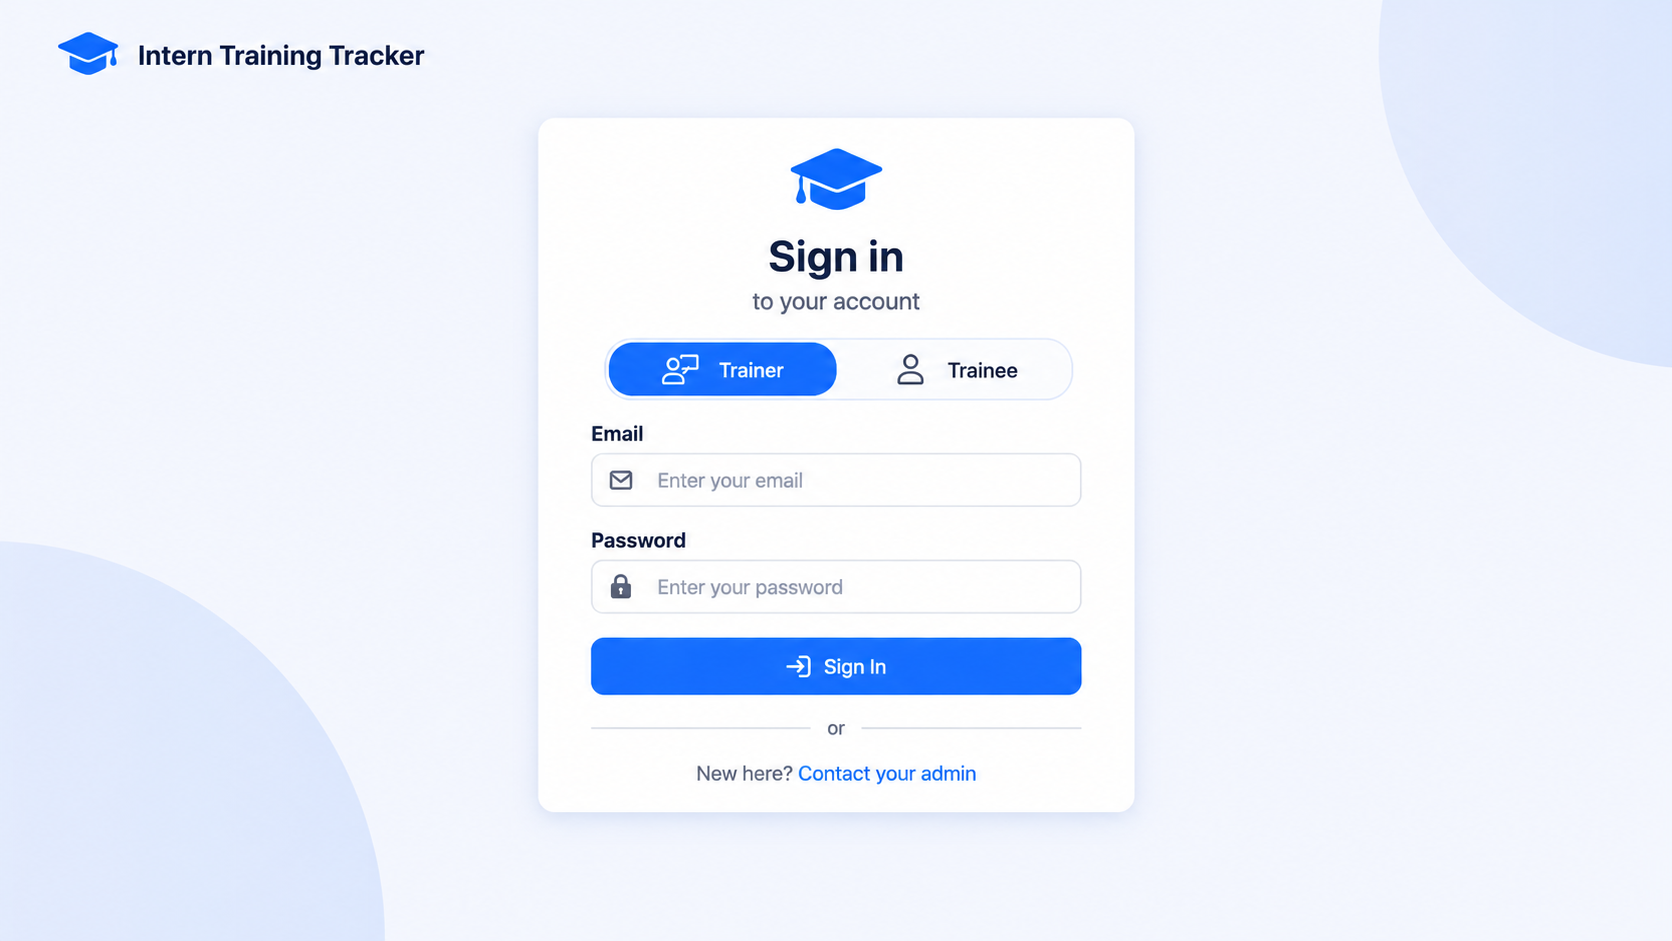 Intern Training Tracker
Sign in
to your account
Trainer
Trainee
Email
Enter your email
Password
Enter your password
Sign In
or
New here? Contact your admin